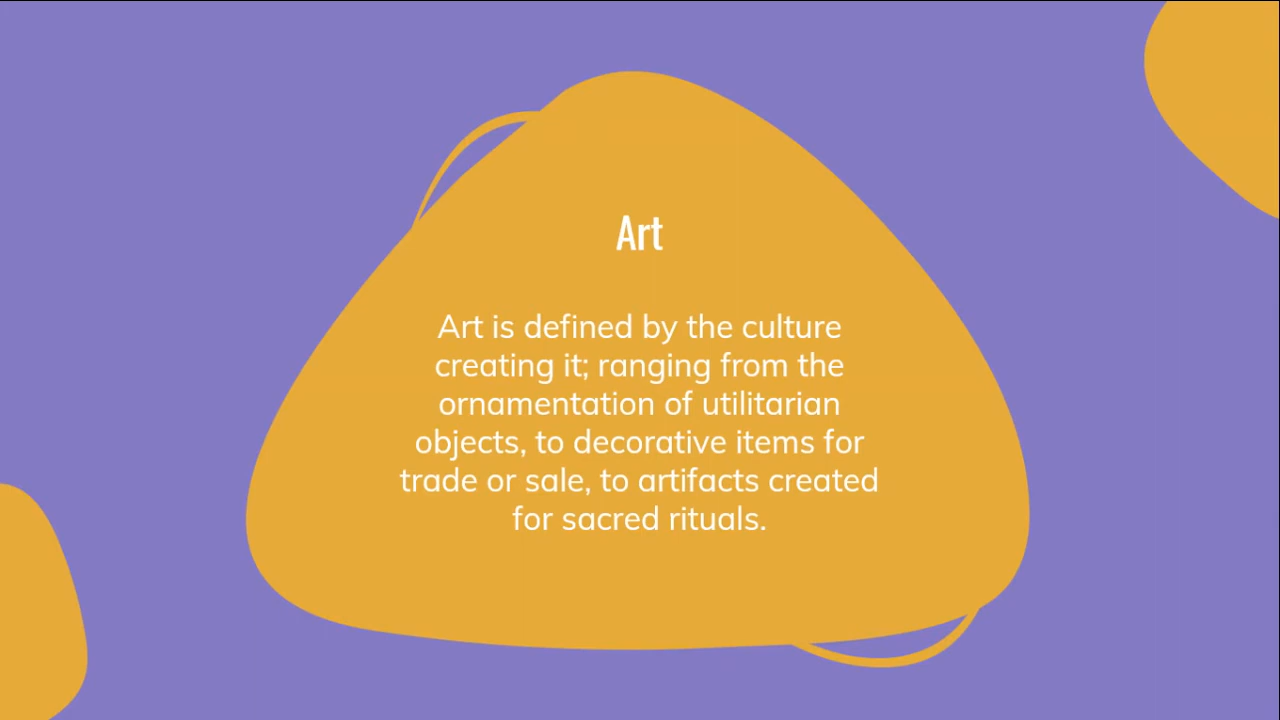 Art
Art is defined by the culture
creating it; ranging from the
ornamentation of utilitarian
objects, to decorative items for
trade or sale, to artifacts created
for sacred rituals.